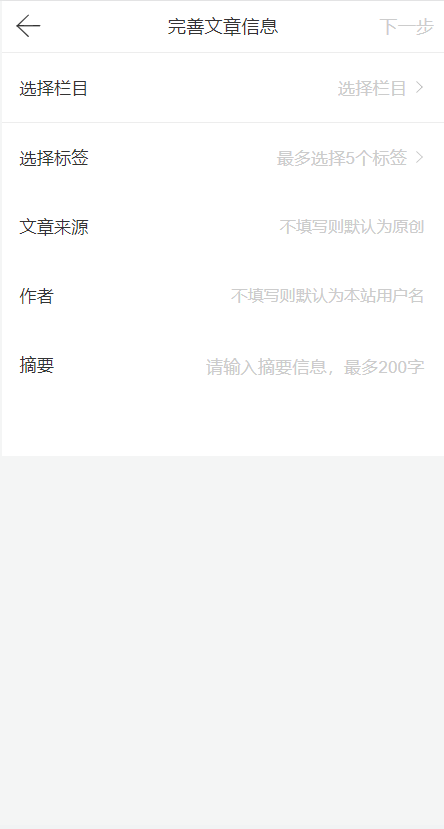 完善文章信息 下一步
选择栏目 选择栏目
选择标签 最多选择5个标签
文章来源 不填写则默认为原创
作者 不填写则默认为本站用户名
摘要 请输入摘要信息，最多200字